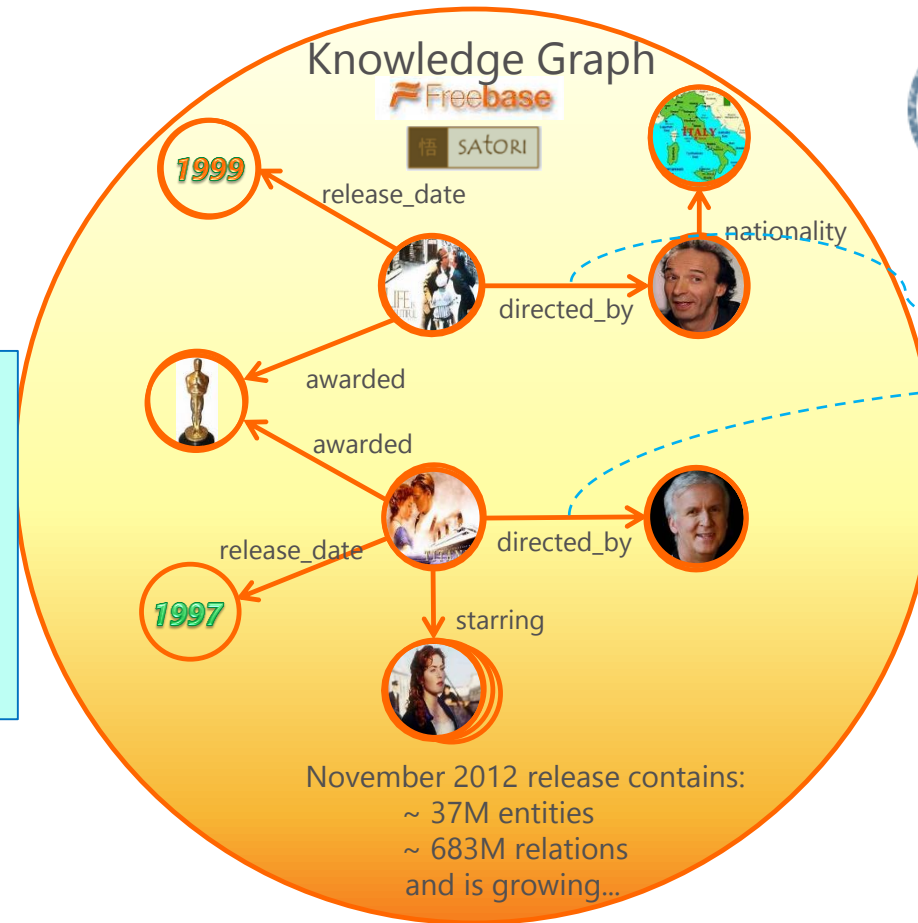 Knowledge Graph
Freebase
悟 SATORI
ITALY
1999
release_date
nationality
directed_by
awarded
awarded
release_date
directed_by
1997
starring
November 2012 release contains:
~ 37M entities
~ 683M relations
and is growing...